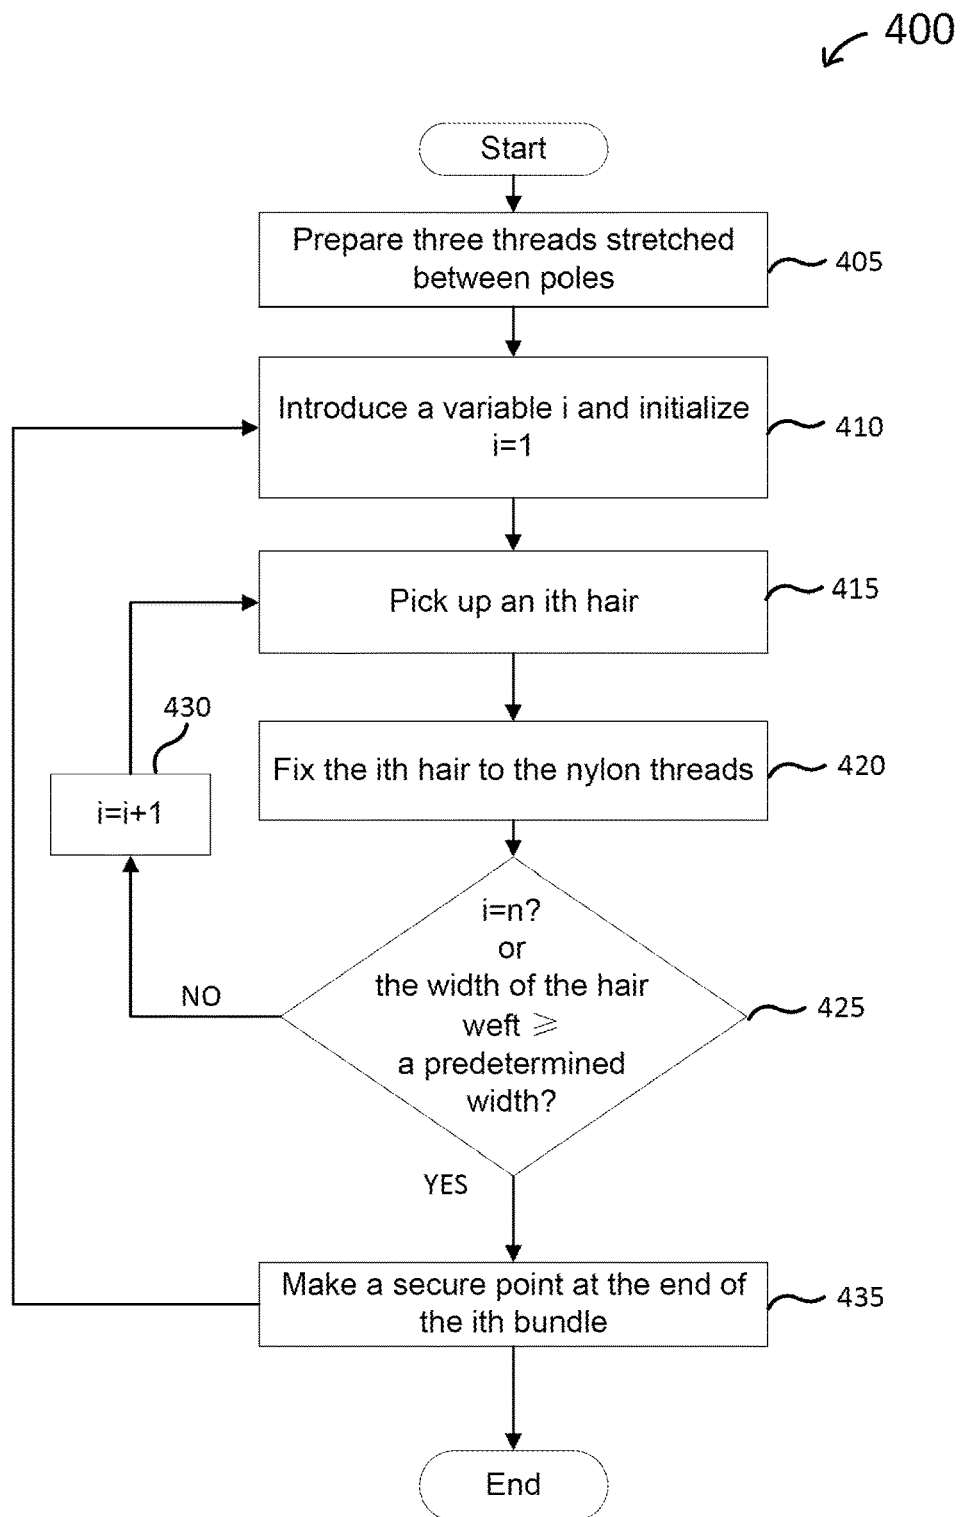 400
Start
Prepare three threads stretched
between poles
405
Introduce a variable i and initialize
i=1
410
Pick up an ith hair
415
430
i=i+1
Fix the ith hair to the nylon threads
420
i=n?
or
the width of the hair
weft ⩾
a predetermined
width?
425
NO
YES
Make a secure point at the end of
the ith bundle
435
End